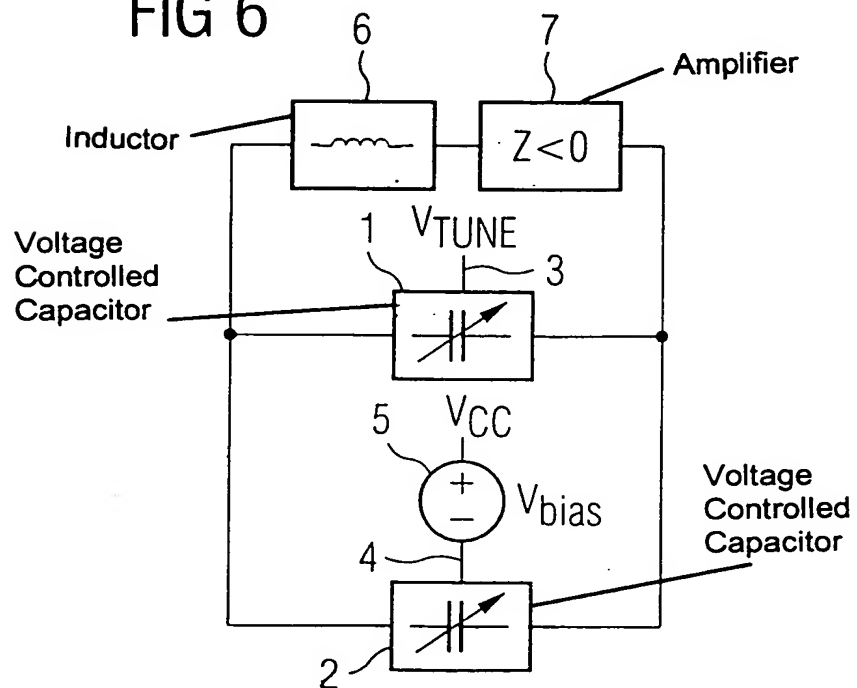 FIG 6
6
7
Amplifier
Inductor
Z<0
VTUNE
1
3
Voltage
Controlled
Capacitor
VCC
5
+
−
Vbias
4
Voltage
Controlled
Capacitor
2